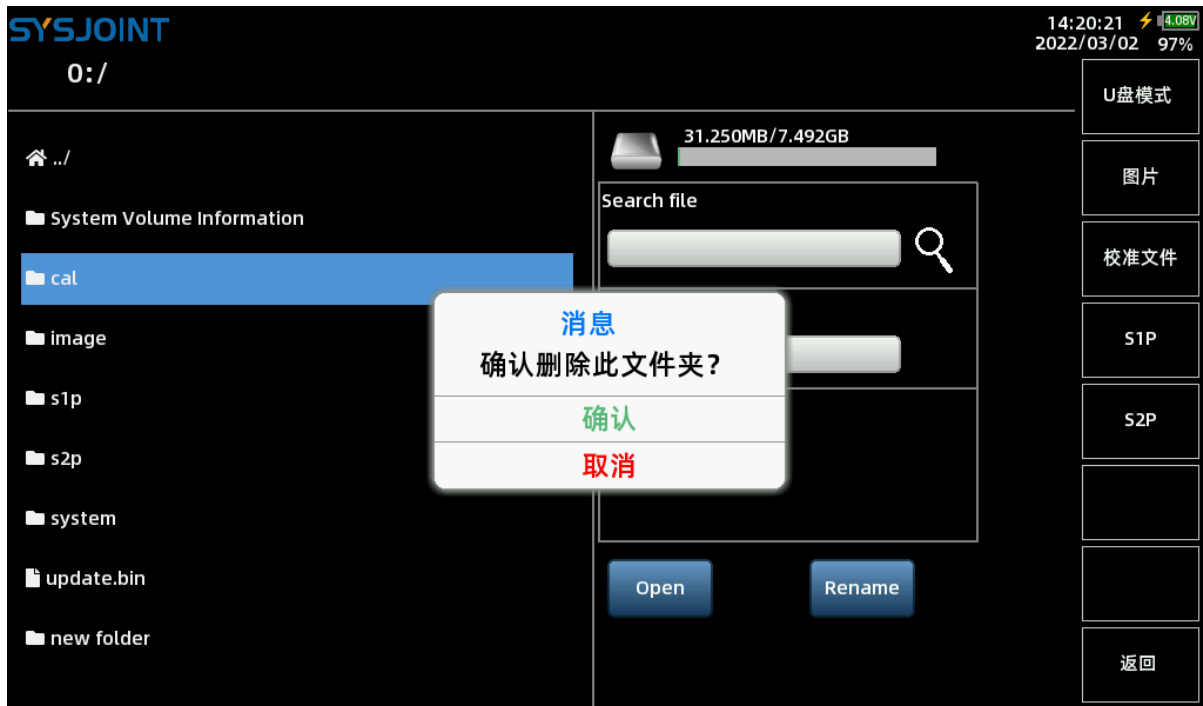 SYSJOINT
14:20:21 4.08V
2022/03/02 97%
0:/
../
System Volume Information
cal
image
s1p
s2p
system
update.bin
new folder
31.250MB/7.492GB
Search file
消息
确认删除此文件夹？
确认
取消
Open
Rename
U盘模式
图片
校准文件
S1P
S2P
返回